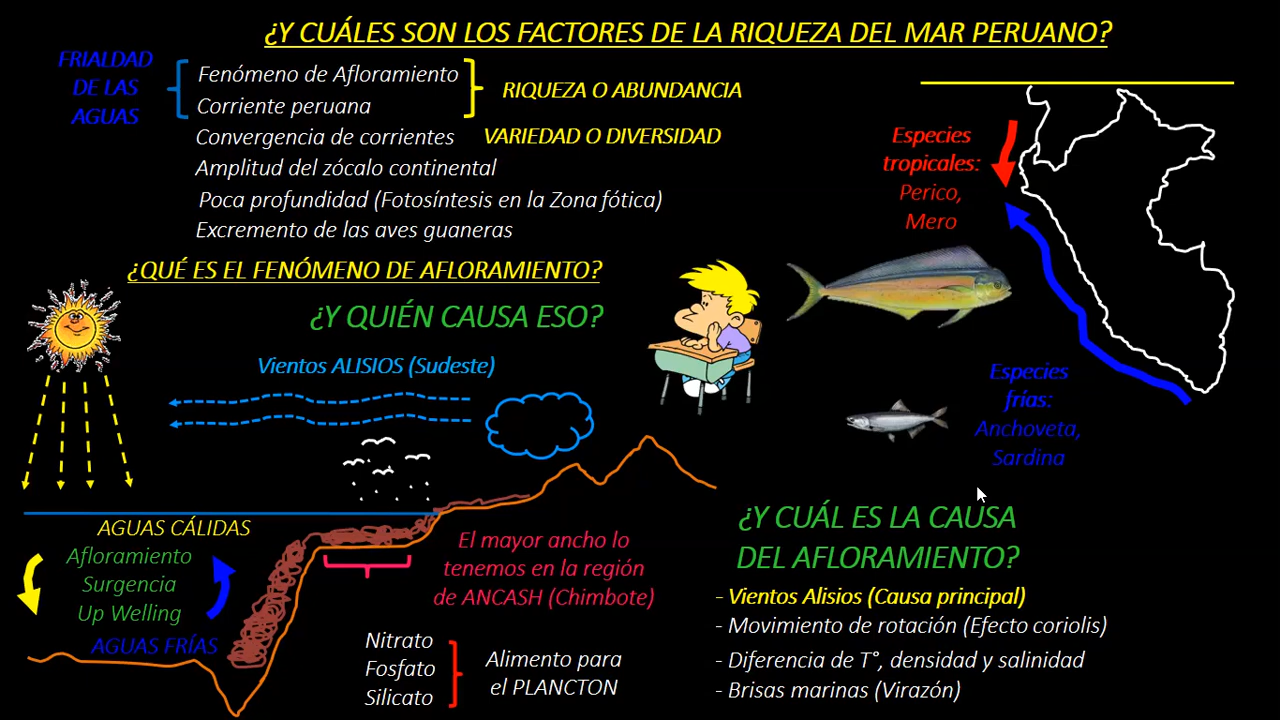 ¿Y CUÁLES SON LOS FACTORES DE LA RIQUEZA DEL MAR PERUANO?
FRIALDAD
DE LAS
AGUAS
Fenómeno de Afloramiento
Corriente peruana
RIQUEZA O ABUNDANCIA
Convergencia de corrientes
VARIEDAD O DIVERSIDAD
Amplitud del zócalo continental
Poca profundidad (Fotosíntesis en la Zona fótica)
Excremento de las aves guaneras
Especies
tropicales:
Perico,
Mero
¿QUÉ ES EL FENÓMENO DE AFLORAMIENTO?
¿Y QUIÉN CAUSA ESO?
Vientos ALISIOS (Sudeste)
Especies
frías:
Anchoveta,
Sardina
AGUAS CÁLIDAS
Afloramiento
Surgencia
Up Welling
AGUAS FRÍAS
El mayor ancho lo
tenemos en la región
de ANCASH (Chimbote)
Nitrato
Fosfato
Silicato
Alimento para
el PLANCTON
¿Y CUÁL ES LA CAUSA
DEL AFLORAMIENTO?
- Vientos Alisios (Causa principal)
- Movimiento de rotación (Efecto coriolis)
- Diferencia de T°, densidad y salinidad
- Brisas marinas (Virazón)